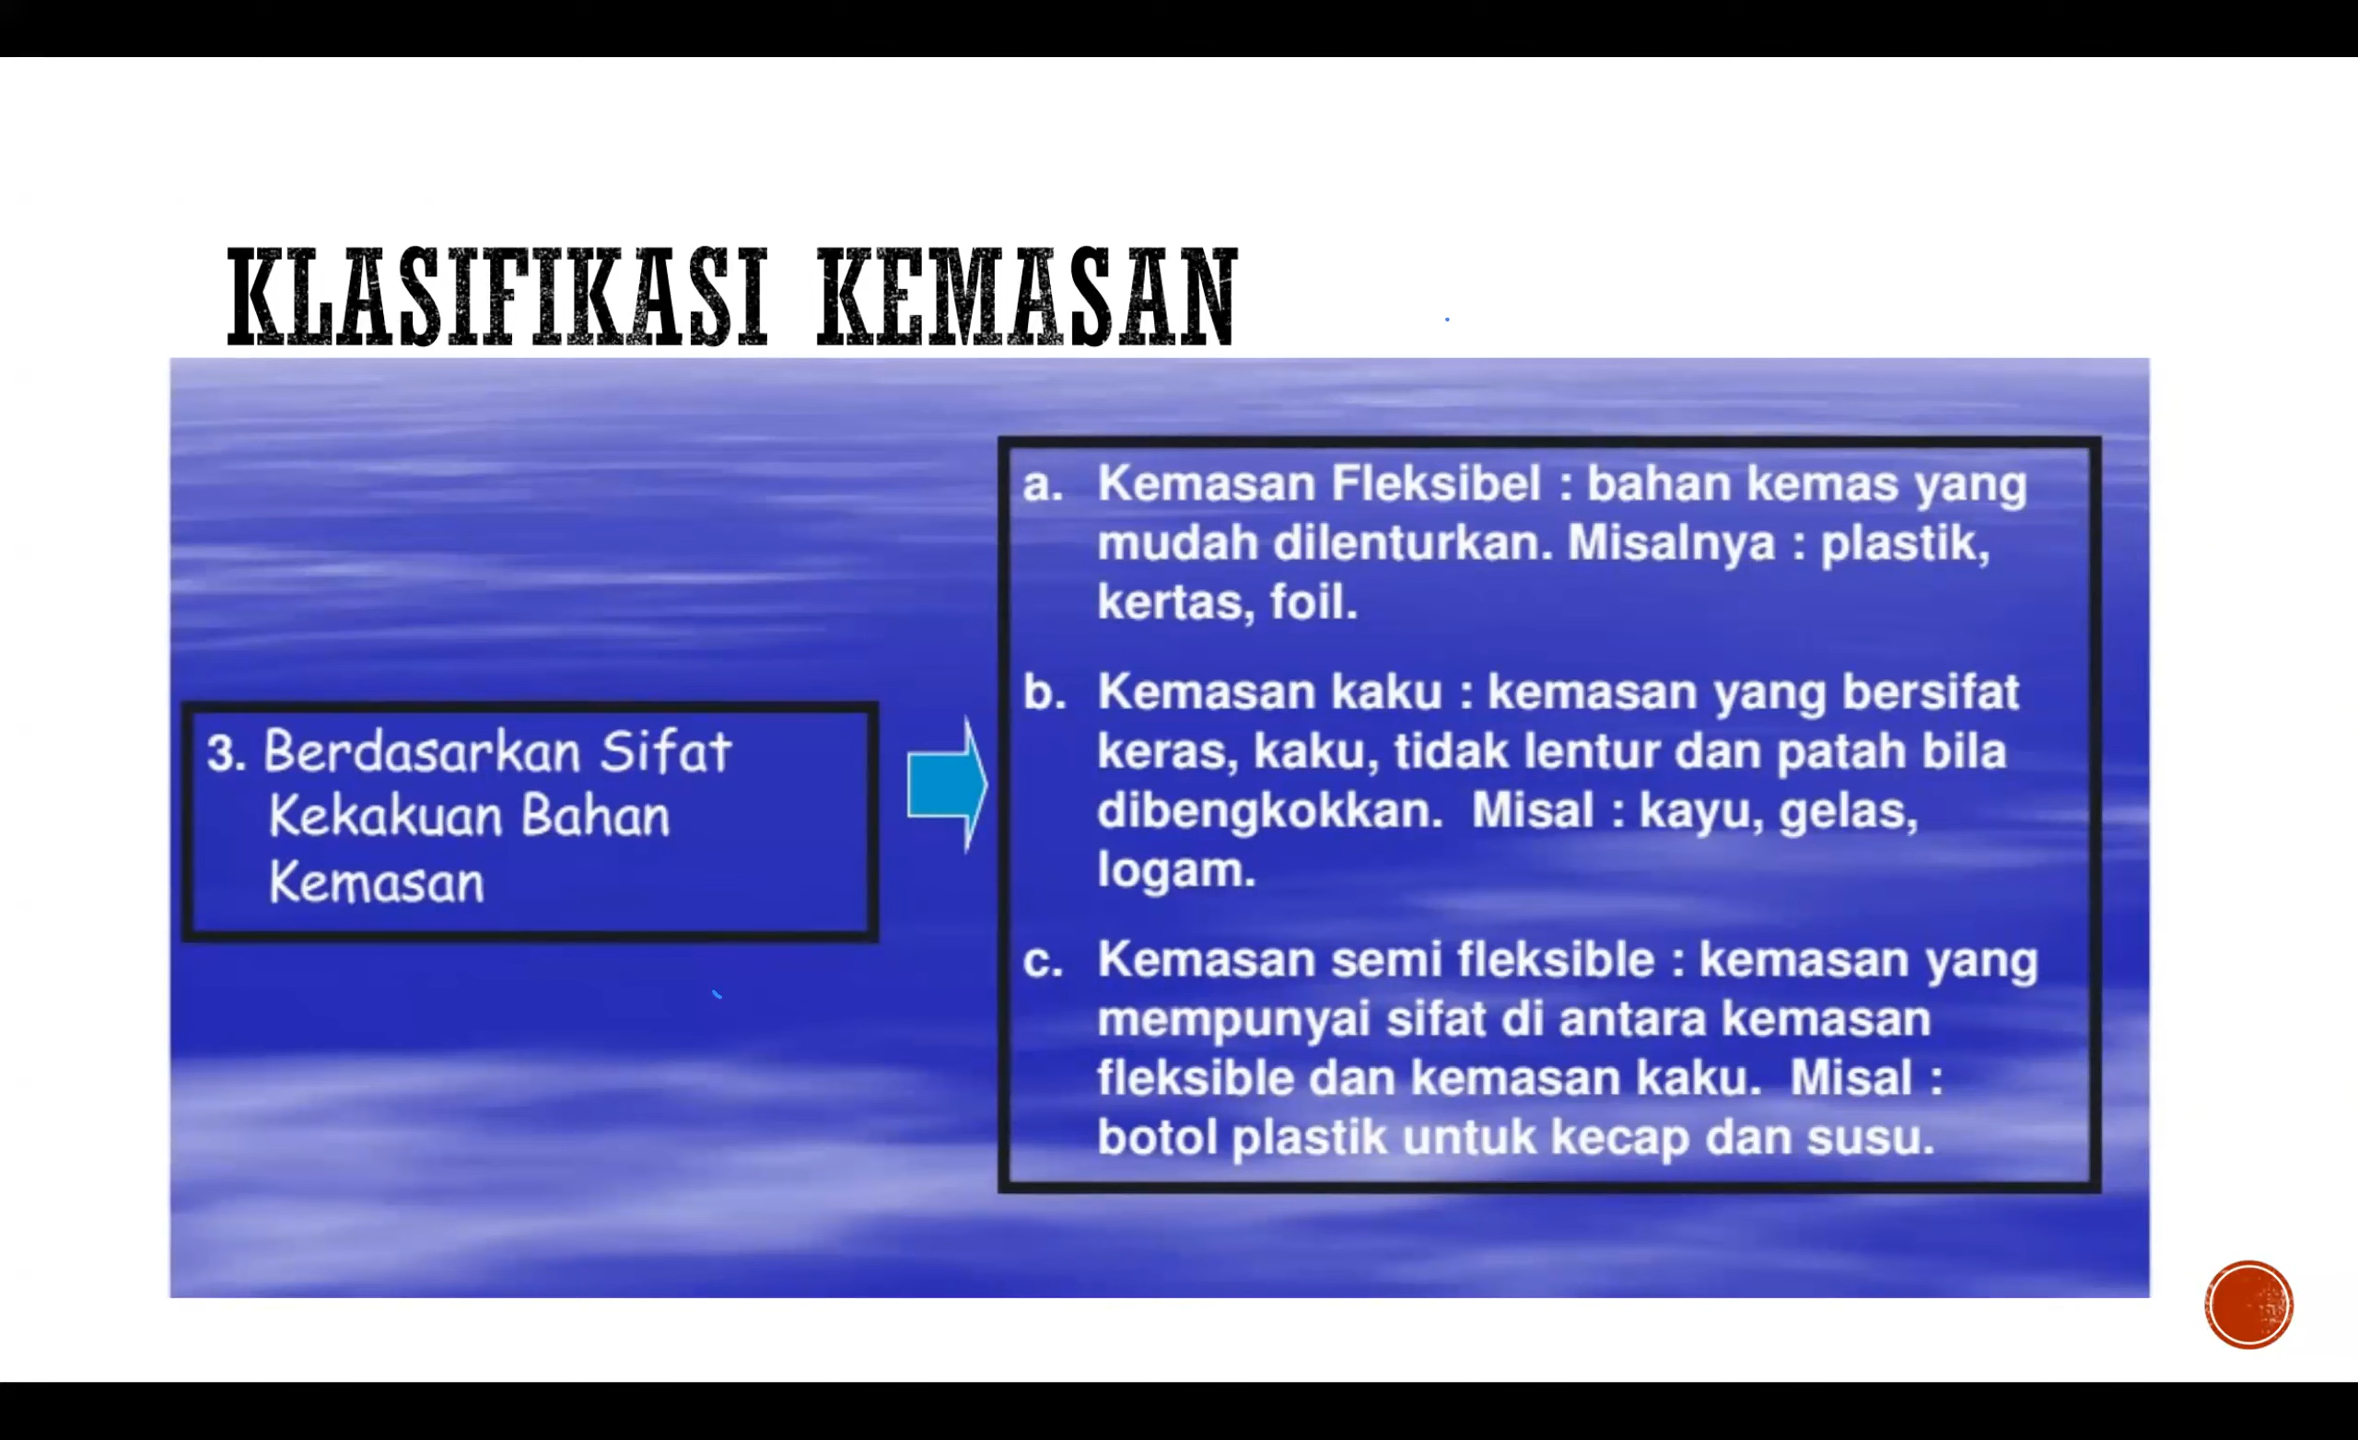 KLASIFIKASI KEMASAN
3. Berdasarkan Sifat
Kekakuan Bahan
Kemasan
a. Kemasan Fleksibel : bahan kemas yang
mudah dilenturkan. Misalnya : plastik,
kertas, foil.
b. Kemasan kaku : kemasan yang bersifat
keras, kaku, tidak lentur dan patah bila
dibengkokkan. Misal : kayu, gelas,
logam.
c. Kemasan semi fleksible : kemasan yang
mempunyai sifat di antara kemasan
fleksible dan kemasan kaku. Misal :
botol plastik untuk kecap dan susu.